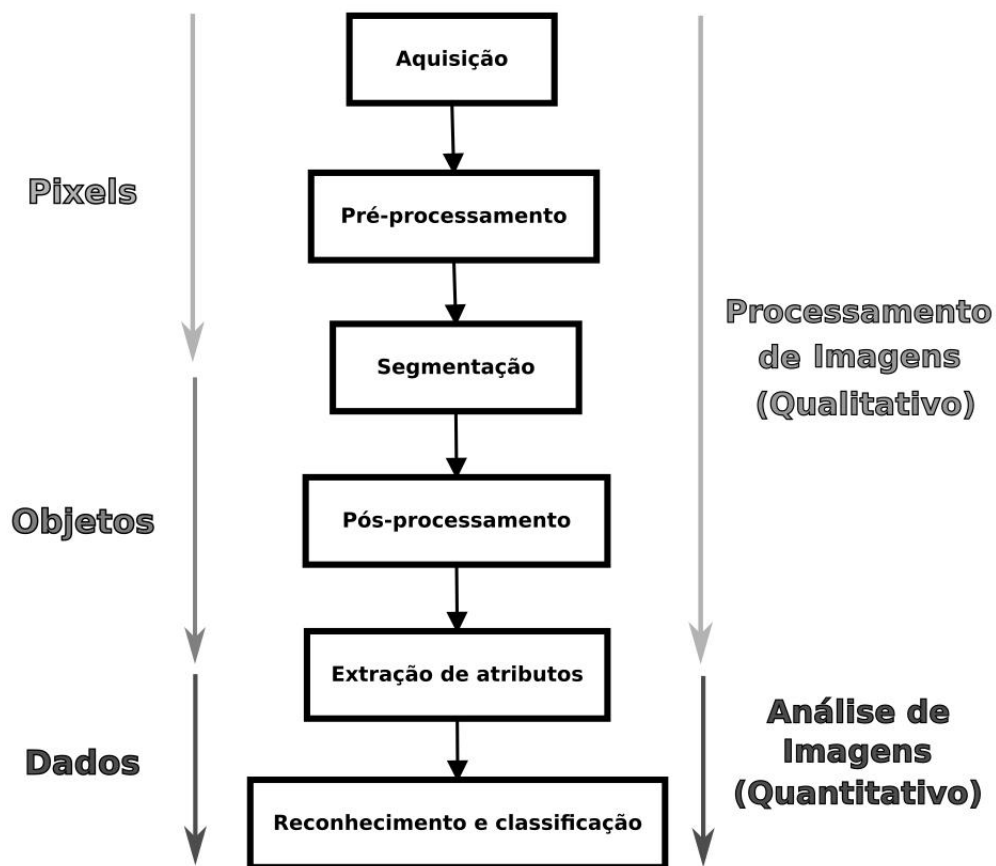 Aquisição
Pixels
Pré-processamento
Processamento
de Imagens
(Qualitativo)
Segmentação
Objetos
Pós-processamento
Extração de atributos
Dados
Análise de
Imagens
(Quantitativo)
Reconhecimento e classificação